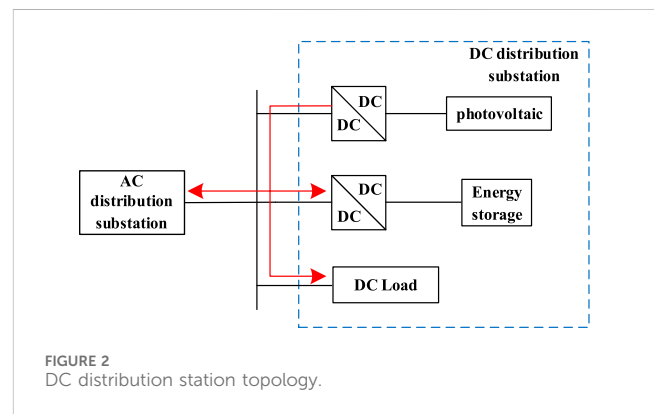 DC distribution
substation
DC
DC
photovoltaic
AC
distribution
substation
DC
DC
Energy
storage
DC Load
FIGURE 2
DC distribution station topology.